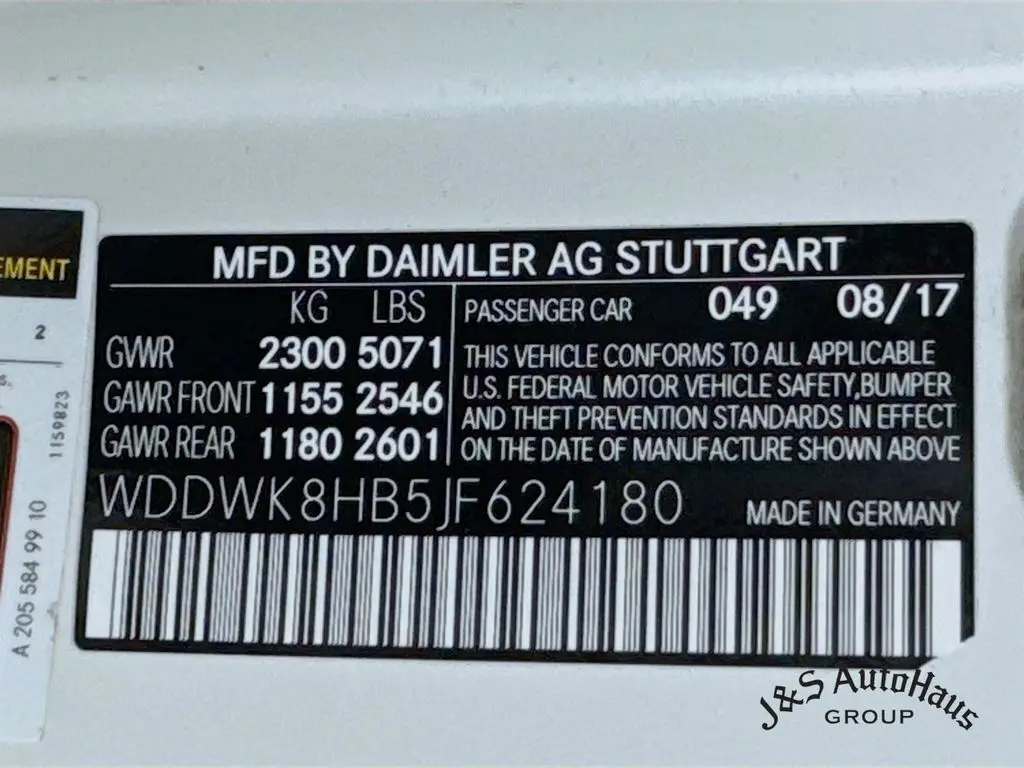 MFD BY DAIMLER AG STUTTGART
KG LBS
GVWR 2300 5071
GAWR FRONT 1155 2546
GAWR REAR 1180 2601
PASSENGER CAR 049 08/17
THIS VEHICLE CONFORMS TO ALL APPLICABLE
U.S. FEDERAL MOTOR VEHICLE SAFETY,BUMPER
AND THEFT PREVENTION STANDARDS IN EFFECT
ON THE DATE OF MANUFACTURE SHOWN ABOVE
WDDWK8HB5JF624180 MADE IN GERMANY
EMENT
2
s.
1159823
A 205 584 99 10
J&S AutoHaus
GROUP